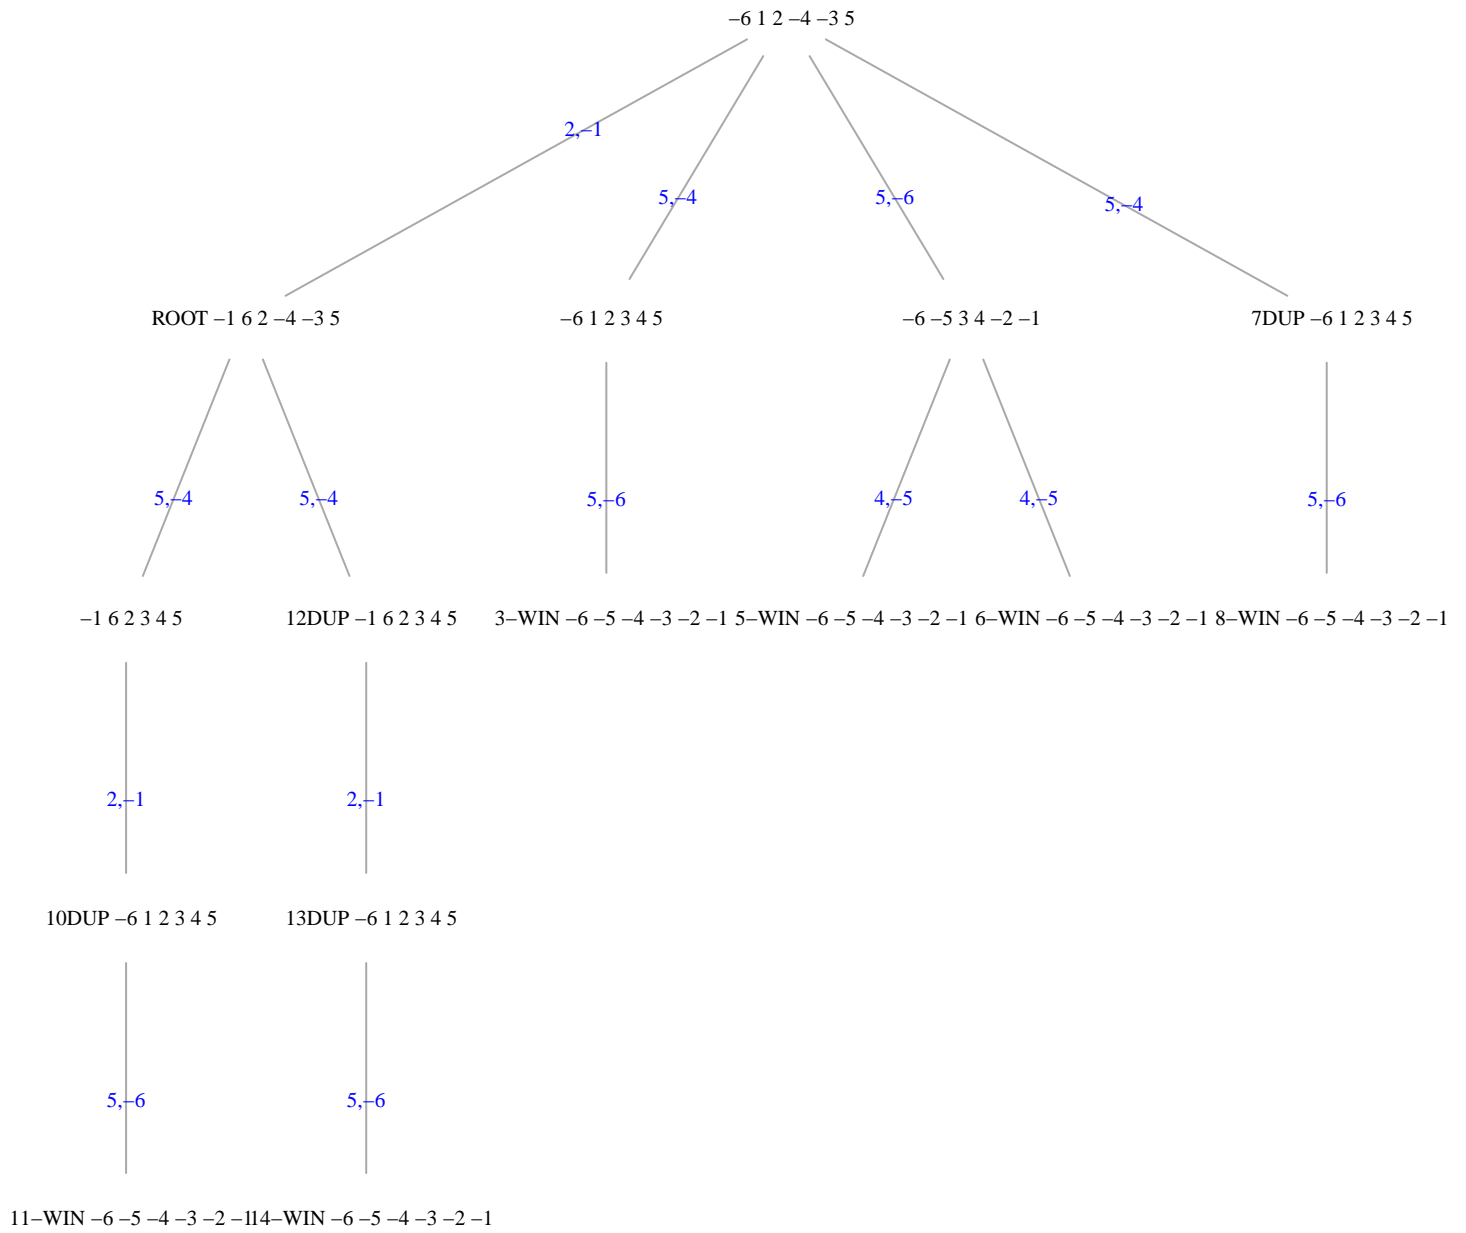 −6 1 2 −4 −3 5
2,−1
5,−4
5,−6
5,−4
ROOT −1 6 2 −4 −3 5
−6 1 2 3 4 5
−6 −5 3 4 −2 −1
7DUP −6 1 2 3 4 5
5,−4
5,−4
5,−6
4,−5
4,−5
5,−6
−1 6 2 3 4 5
12DUP −1 6 2 3 4 5
3−WIN −6 −5 −4 −3 −2 −1
5−WIN −6 −5 −4 −3 −2 −1
6−WIN −6 −5 −4 −3 −2 −1
8−WIN −6 −5 −4 −3 −2 −1
2,−1
2,−1
10DUP −6 1 2 3 4 5
13DUP −6 1 2 3 4 5
5,−6
5,−6
11−WIN −6 −5 −4 −3 −2 −1
14−WIN −6 −5 −4 −3 −2 −1